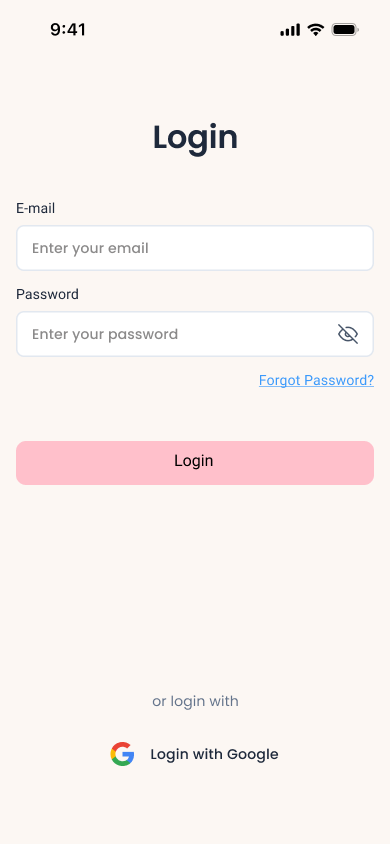 9:41
Login
E-mail
Enter your email
Password
Enter your password
Forgot Password?
Login
or login with
Login with Google